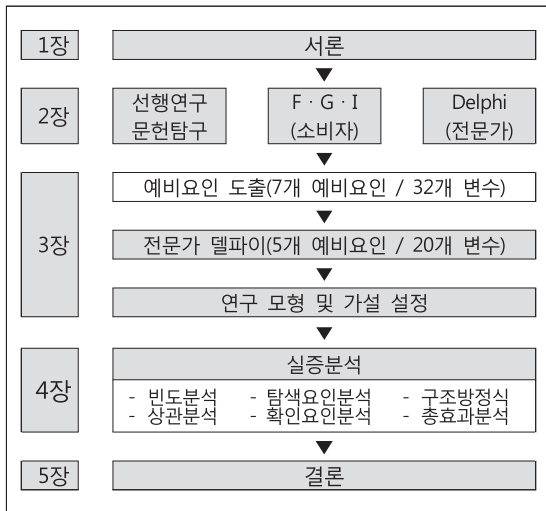 1장
서론
2장
선행연구
문헌탐구
F · G · I
(소비자)
Delphi
(전문가)
3장
예비요인 도출(7개 예비요인 / 32개 변수)
전문가 델파이(5개 예비요인 / 20개 변수)
연구 모형 및 가설 설정
4장
실증분석
- 빈도분석 - 탐색요인분석 - 구조방정식
- 상관분석 - 확인요인분석 - 총효과분석
5장
결론